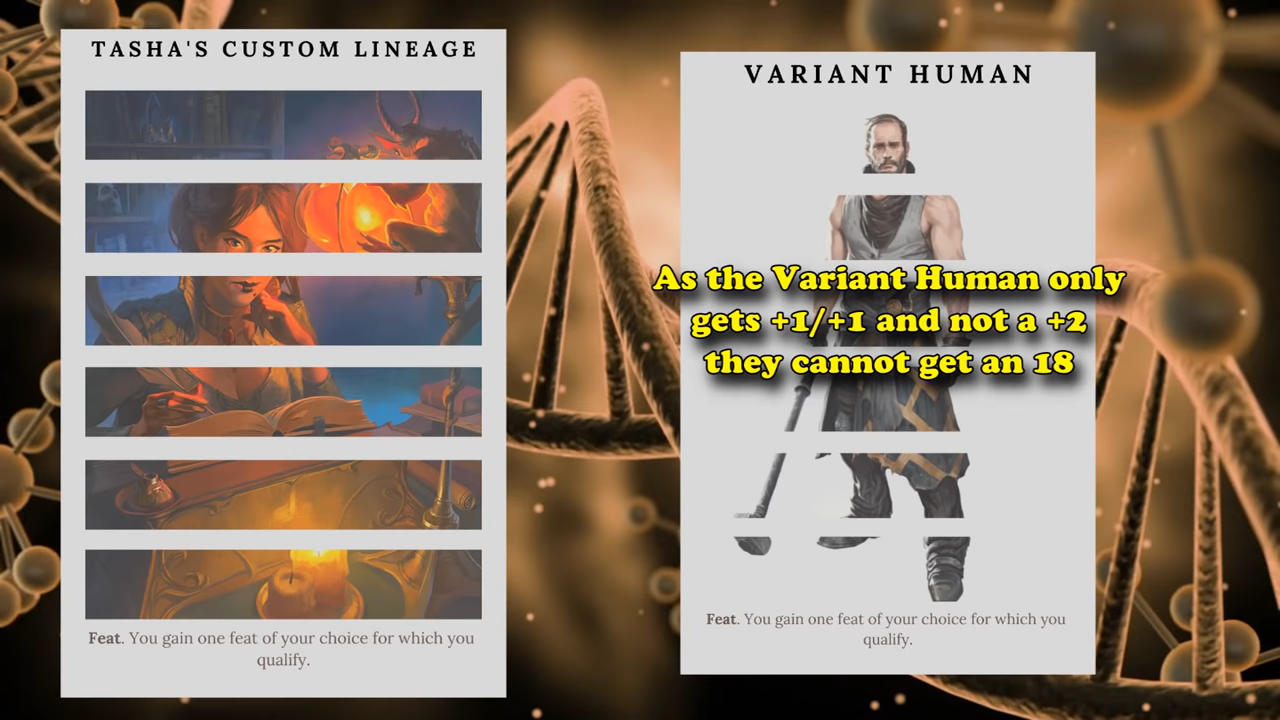 TASHA'S CUSTOM LINEAGE
Feat. You gain one feat of your choice for which you
qualify.
VARIANT HUMAN
As the Variant Human only
gets +1/+1 and not a +2
they cannot get an 18
Feat. You gain one feat of your choice for which you
qualify.